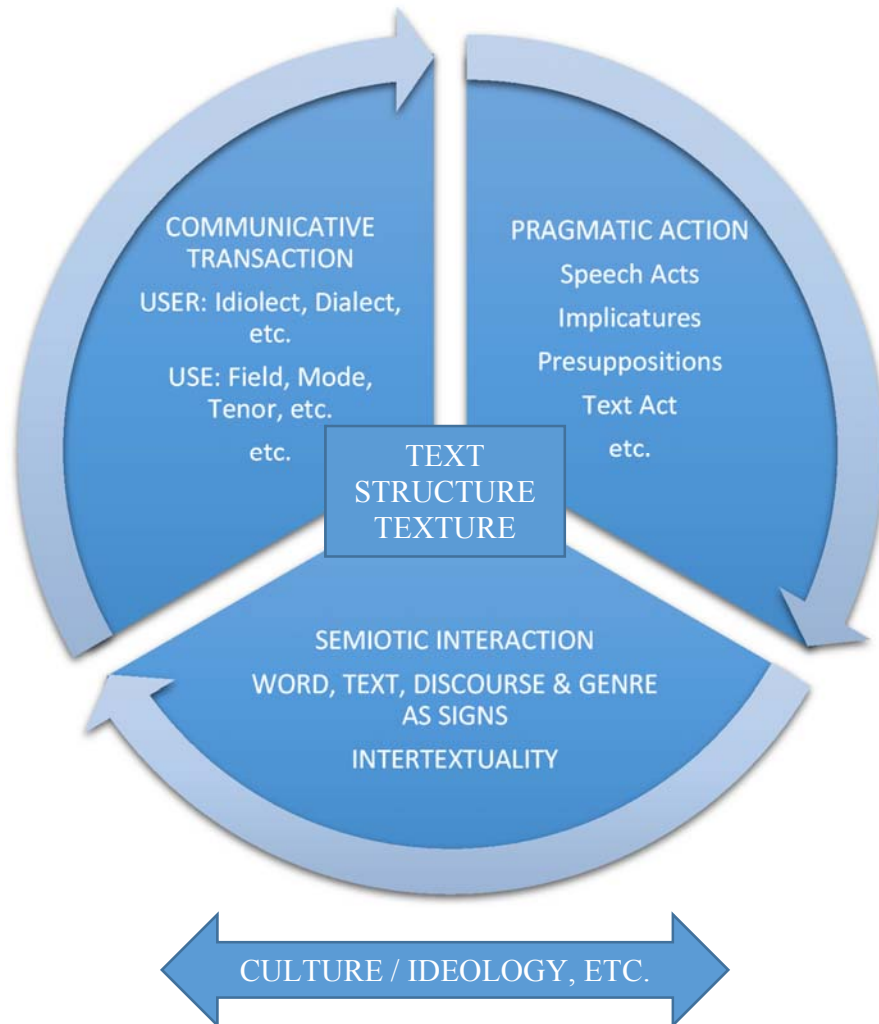 COMMUNICATIVE
TRANSACTION
USER: Idiolect, Dialect,
etc.
USE: Field, Mode,
Tenor, etc.
etc.
PRAGMATIC ACTION
Speech Acts
Implicatures
Presuppositions
Text Act
etc.
TEXT
STRUCTURE
TEXTURE
SEMIOTIC INTERACTION
WORD, TEXT, DISCOURSE & GENRE
AS SIGNS
INTERTEXTUALITY
CULTURE / IDEOLOGY, ETC.